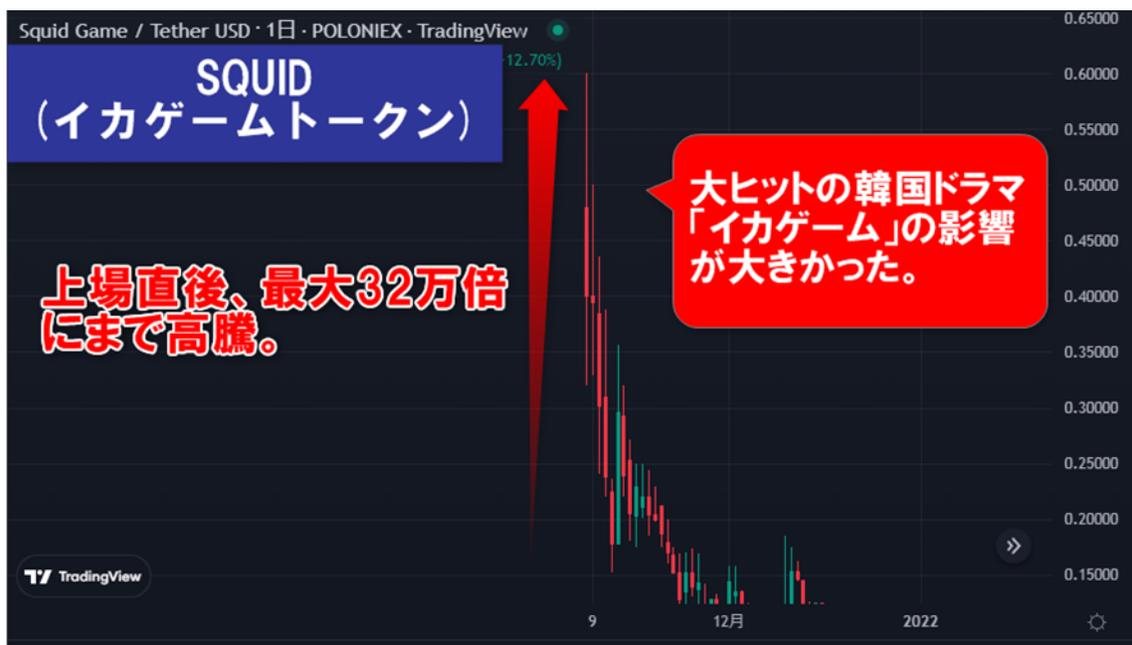 Squid Game / Tether USD · 1日 · POLONIEX · TradingView
12.70%)
SQUID
(イカゲームトークン)
大ヒットの韓国ドラマ
「イカゲーム」の影響
が大きかった。
上場直後、最大32万倍
にまで高騰。
0.65000
0.60000
0.55000
0.50000
0.45000
0.40000
0.35000
0.30000
0.25000
0.20000
0.15000
TradingView
9
12月
2022